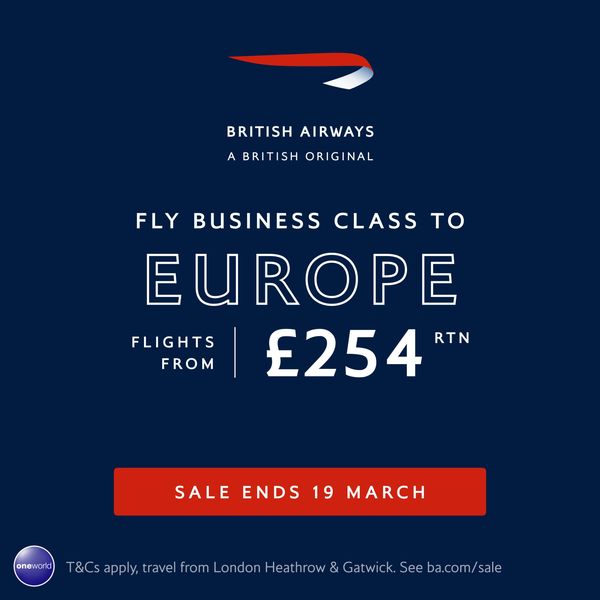 BRITISH AIRWAYS
A BRITISH ORIGINAL
FLY BUSINESS CLASS TO
EUROPE
FLIGHTS
FROM
£254 RTN
SALE ENDS 19 MARCH
oneworld
T&Cs apply, travel from London Heathrow & Gatwick. See ba.com/sale